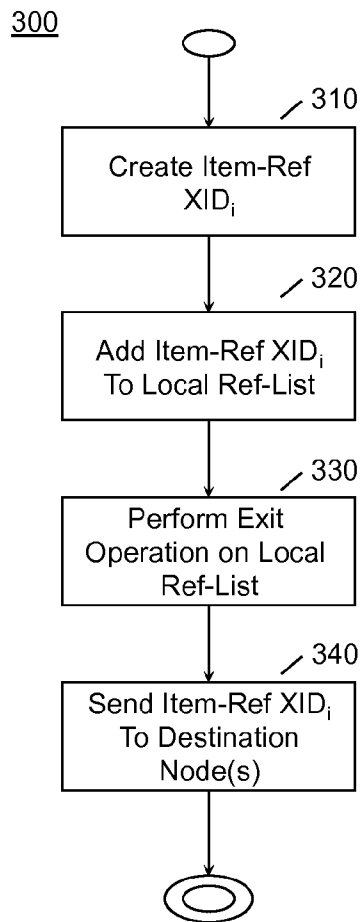 300
310
Create Item-Ref
XIDi
320
Add Item-Ref XIDi
To Local Ref-List
330
Perform Exit
Operation on Local
Ref-List
340
Send Item-Ref XIDi
To Destination
Node(s)